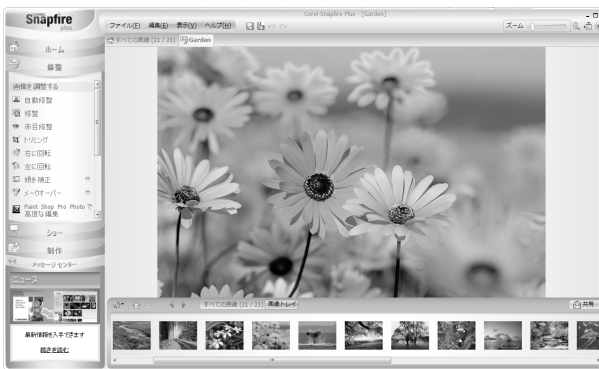 Snapfire
plus
Corel Snapfire Plus - [Garden]
ファイル(F) 編集(E) 表示(V) ヘルプ(H)
ズーム
すべての画像 (21 / 21) Garden
ホーム
修整
画像を調整する
自動修整
修整
赤目修整
トリミング
右に回転
左に回転
傾き補正
メークオーバー
Paint Shop Pro Photoで
高度な編集
ショー
制作
メッセージ センター
ニュース
最新情報を入手できます
続きを読む
すべての画像 (21 / 21) 画像トレイ
共有